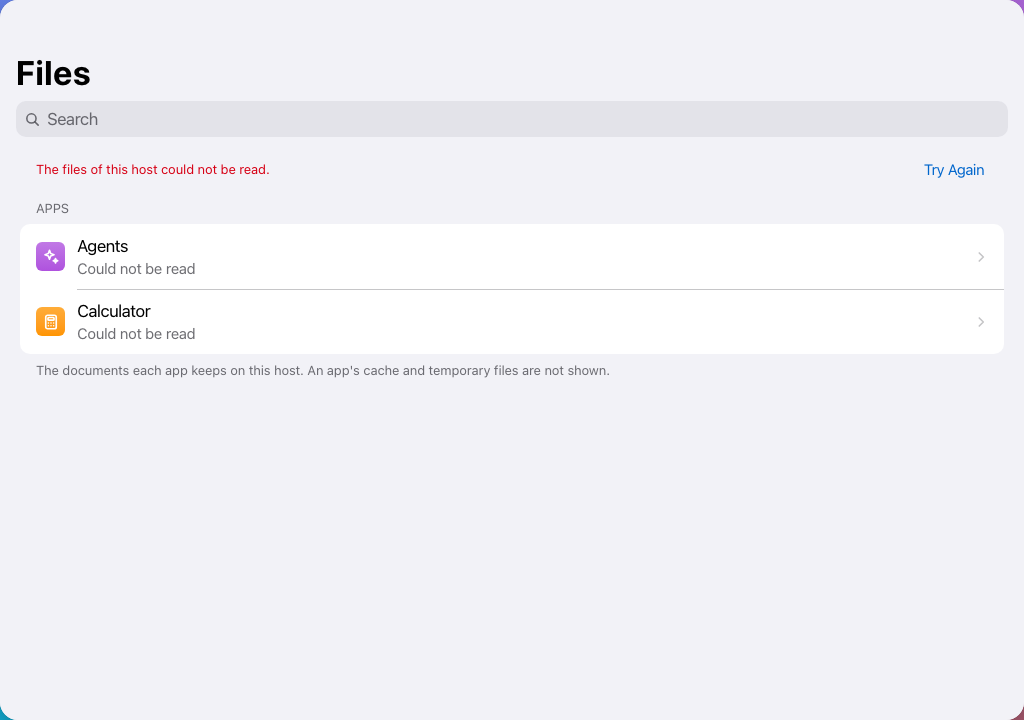 Files
Search
The files of this host could not be read.
Try Again
APPS
Agents
Could not be read
Calculator
Could not be read
The documents each app keeps on this host. An app's cache and temporary files are not shown.